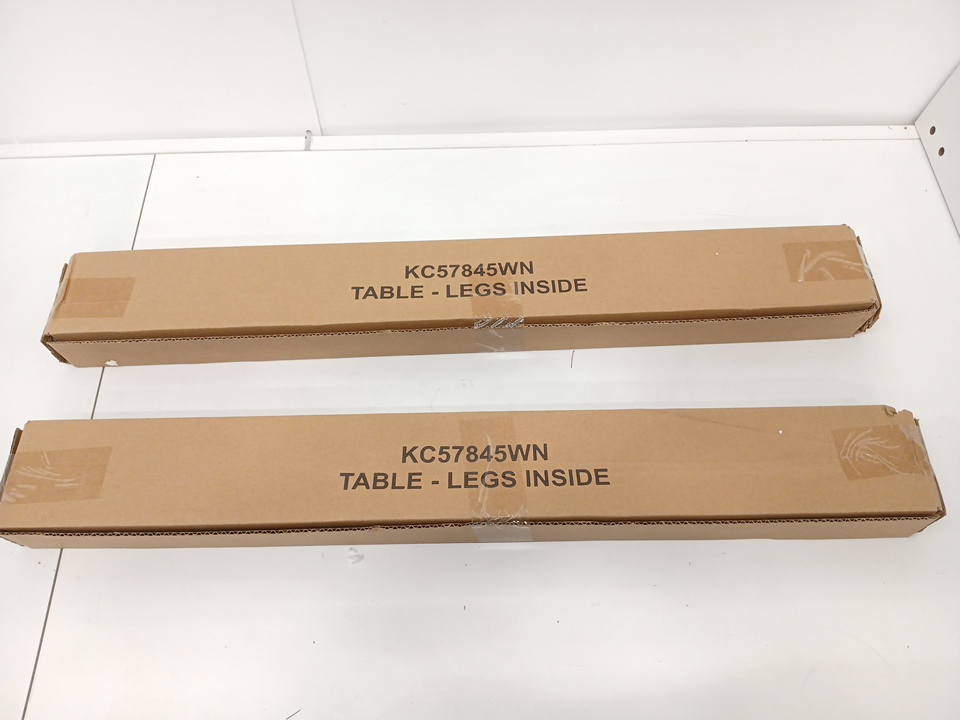 KC57845WN
TABLE - LEGS INSIDE
KC57845WN
TABLE - LEGS INSIDE